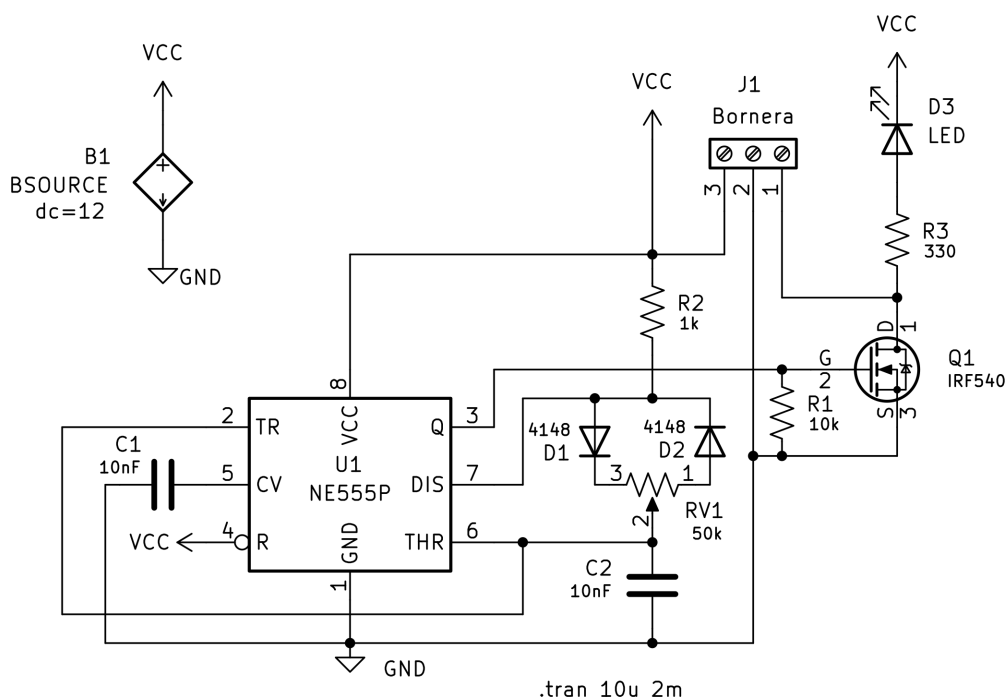 VCC
VCC
VCC
J1
Bornera
D3
LED
B1
BSOURCE
dc=12
+
3
2
1
GND
R3
330
R2
1k
D
1
G
2
Q1
IRF540
S
3
8
2
TR
VCC
Q
3
R1
10k
C1
10nF
4148
D1
4148
D2
U1
NE555P
5
CV
DIS
7
3
1
RV1
50k
2
VCC
4
R
GND
THR
6
1
C2
10nF
GND
.tran 10u 2m